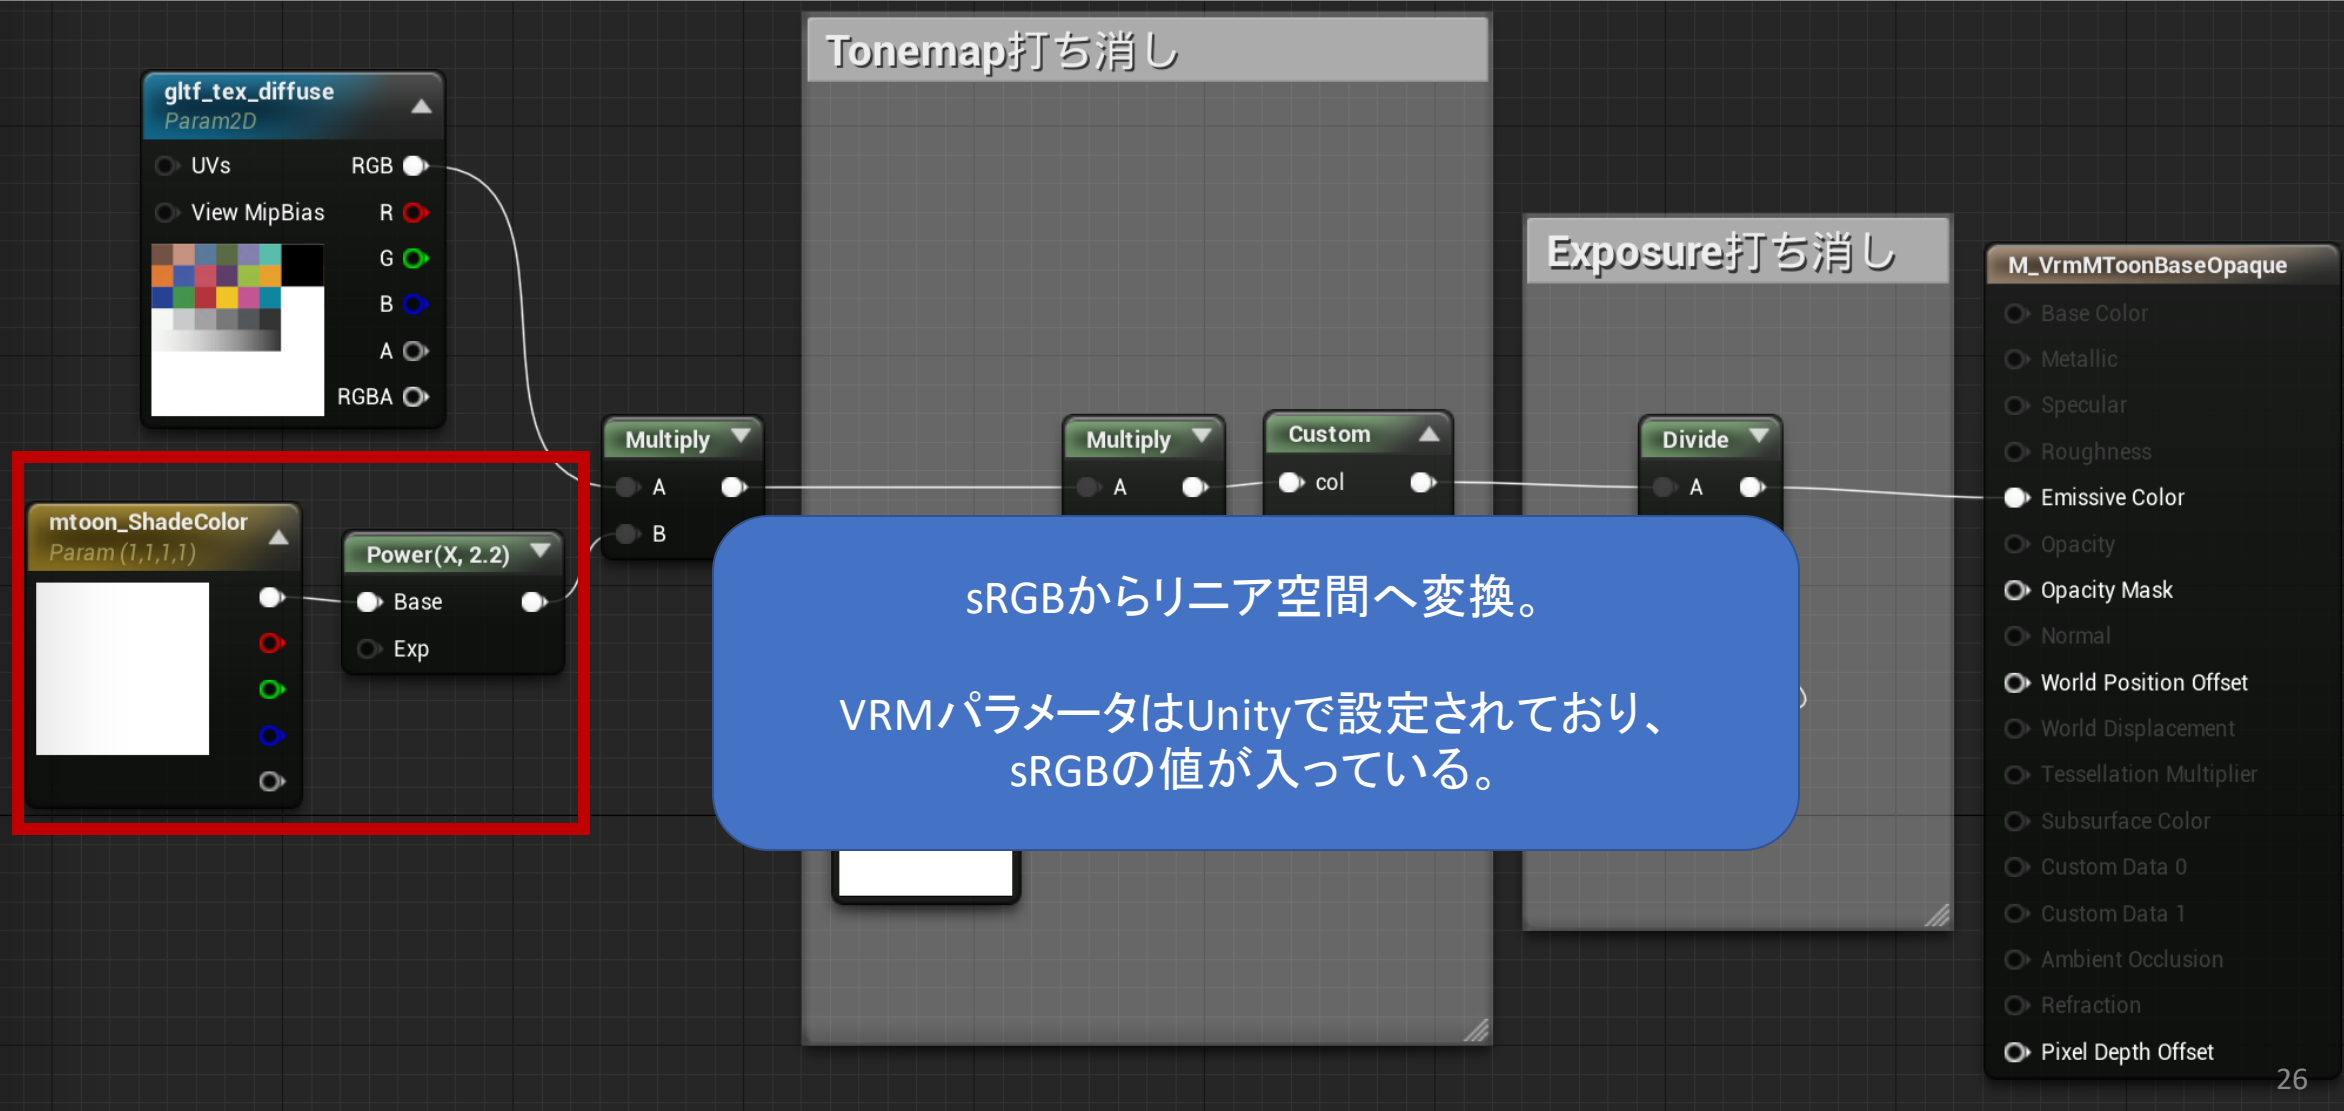 Tonemap打ち消し
gltf_tex_diffuse
Param2D
UVs
RGB
View MipBias
R
G
B
A
RGBA
mtoon_ShadeColor
Param (1,1,1,1)
Power(X, 2.2)
Base
Exp
Multiply
A
B
Multiply
A
Custom
col
Exposure打ち消し
Divide
A
sRGBからリニア空間へ変換。
VRMパラメータはUnityで設定されており、
sRGBの値が入っている。
M_VrmMToonBaseOpaque
Base Color
Metallic
Specular
Roughness
Emissive Color
Opacity
Opacity Mask
Normal
World Position Offset
World Displacement
Tessellation Multiplier
Subsurface Color
Custom Data 0
Custom Data 1
Ambient Occlusion
Refraction
Pixel Depth Offset
26